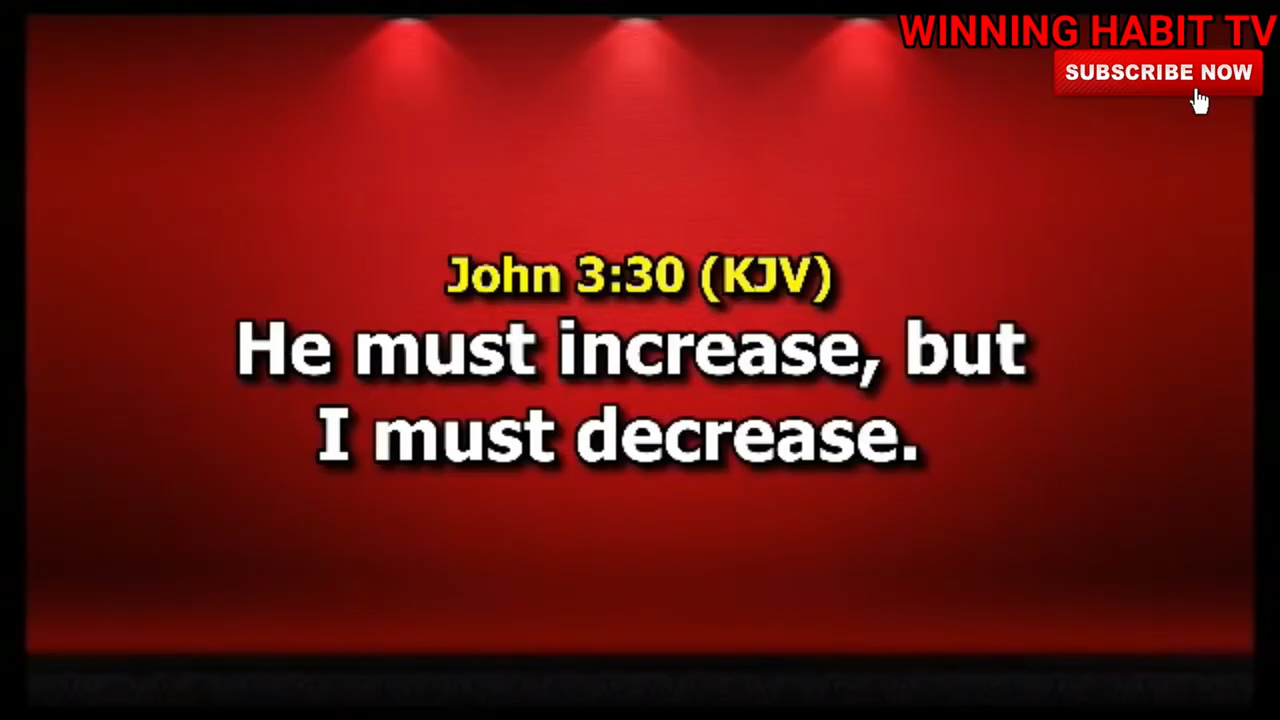 WINNING HABIT TV
SUBSCRIBE NOW
John 3:30 (KJV)
He must increase, but
I must decrease.